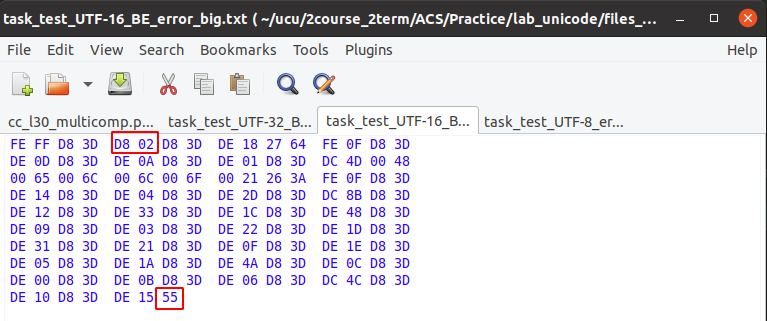 task_test_UTF-16_BE_error_big.txt ( ~/ucu/2course_2term/ACS/Practice/lab_unicode/files_...
File Edit View Search Bookmarks Tools Plugins Help
cc_l30_multicomp.p... task_test_UTF-32_B... task_test_UTF-16_B... task_test_UTF-8_er...
FE FF D8 3D D8 02 D8 3D DE 18 27 64 FE 0F D8 3D
DE 0D D8 3D DE 0A D8 3D DE 01 D8 3D DC 4D 00 48
00 65 00 6C 00 6C 00 6F 00 21 26 3A FE 0F D8 3D
DE 14 D8 3D DE 04 D8 3D DE 2D D8 3D DC 8B D8 3D
DE 12 D8 3D DE 33 D8 3D DE 1C D8 3D DE 48 D8 3D
DE 09 D8 3D DE 03 D8 3D DE 22 D8 3D DE 1D D8 3D
DE 31 D8 3D DE 21 D8 3D DE 0F D8 3D DE 1E D8 3D
DE 05 D8 3D DE 1A D8 3D DE 4A D8 3D DE 0C D8 3D
DE 00 D8 3D DE 0B D8 3D DE 06 D8 3D DC 4C D8 3D
DE 10 D8 3D DE 15 55